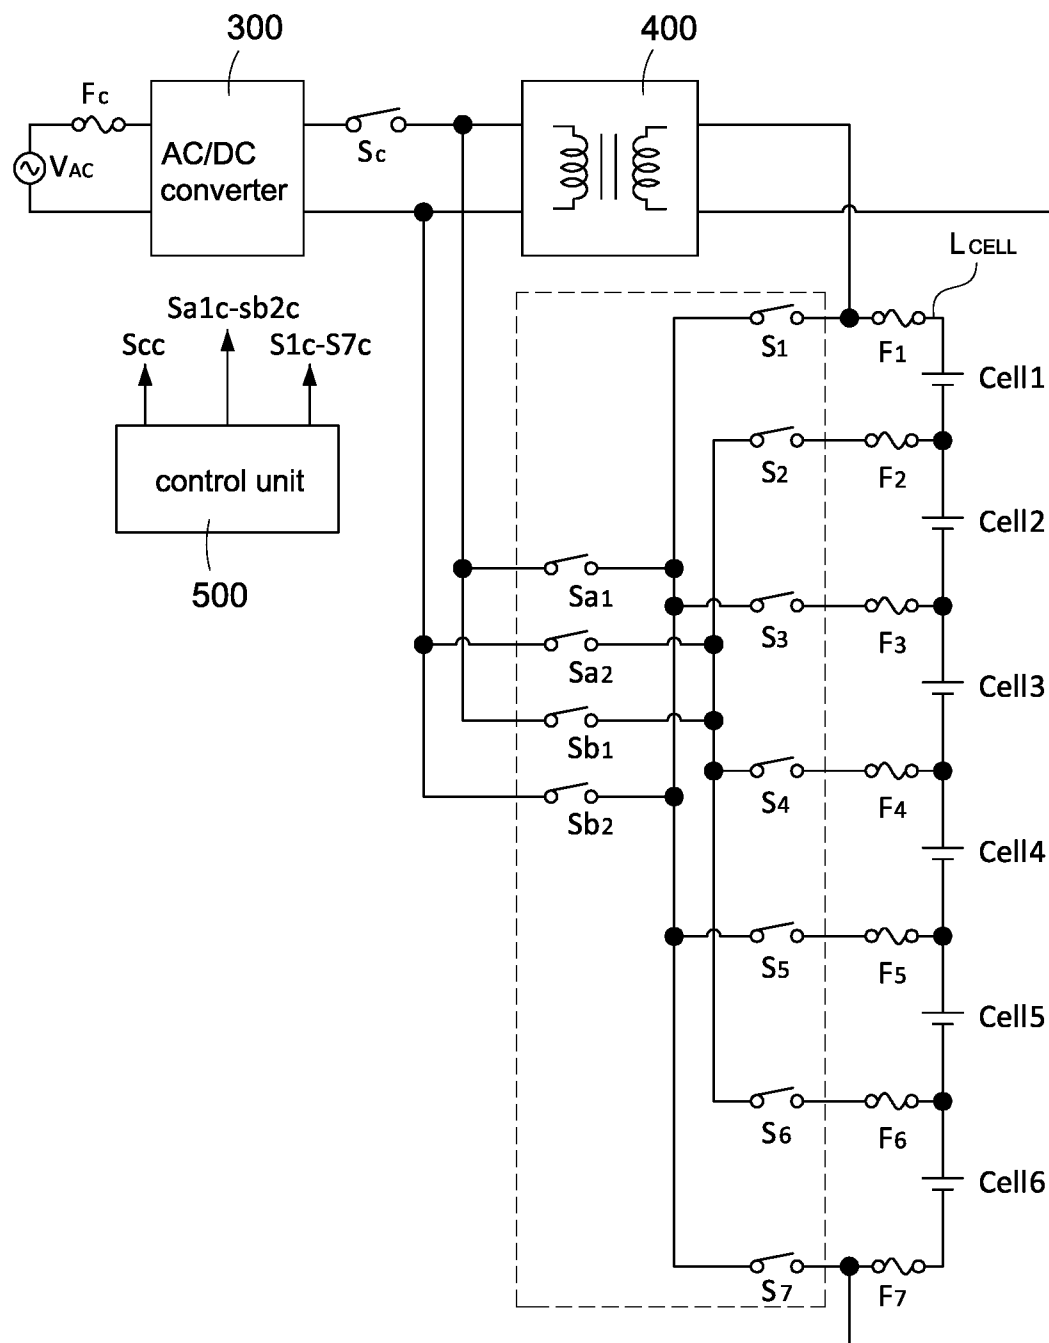 300
400
Fc
VAC
AC/DC
converter
Sc
LCELL
Sa1c-sb2c
Scc
S1c-S7c
control unit
500
S1
F1
Cell1
S2
F2
Cell2
Sa1
S3
F3
Sa2
Cell3
Sb1
S4
F4
Sb2
Cell4
S5
F5
Cell5
S6
F6
Cell6
S7
F7